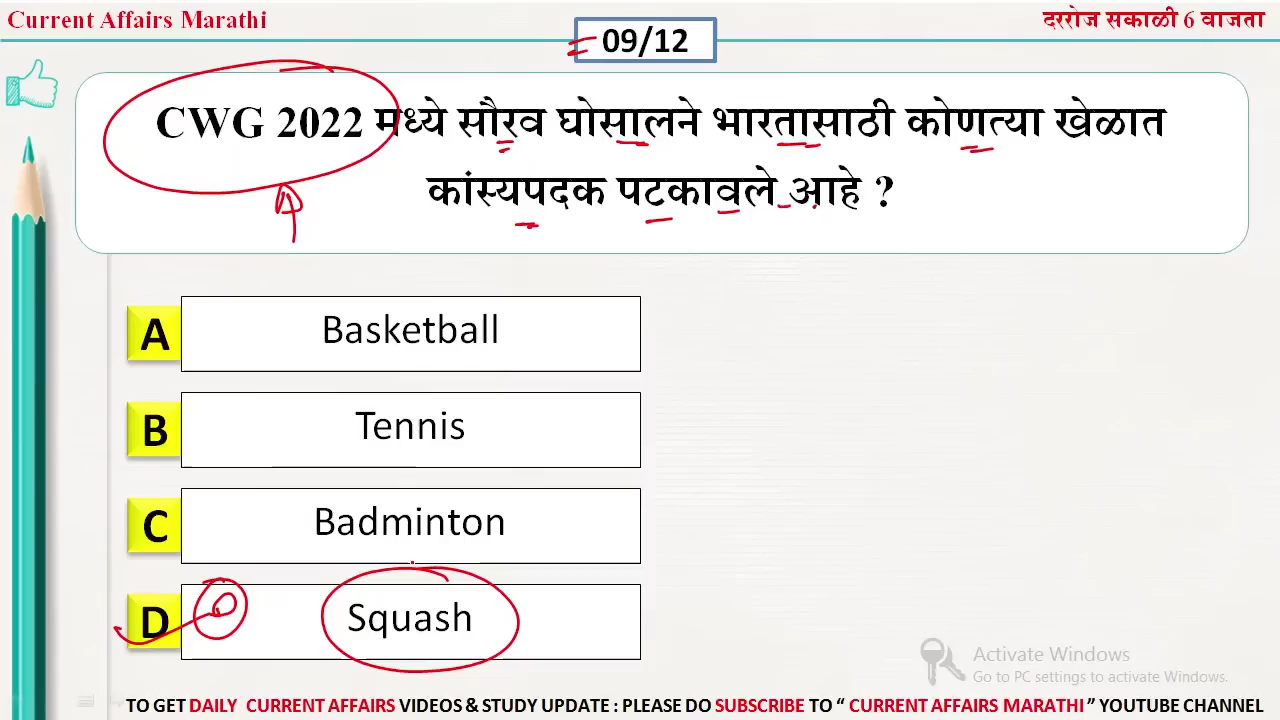 Current Affairs Marathi
दररोज सकाळी 6 वाजता
09/12
CWG 2022 मध्ये सौरव घोसालने भारतासाठी कोणत्या खेळात
कांस्यपदक पटकावले आहे ?
A Basketball
B Tennis
C Badminton
D Squash
Activate Windows
Go to PC settings to activate Windows.
TO GET DAILY CURRENT AFFAIRS VIDEOS & STUDY UPDATE : PLEASE DO SUBSCRIBE TO “ CURRENT AFFAIRS MARATHI ” YOUTUBE CHANNEL